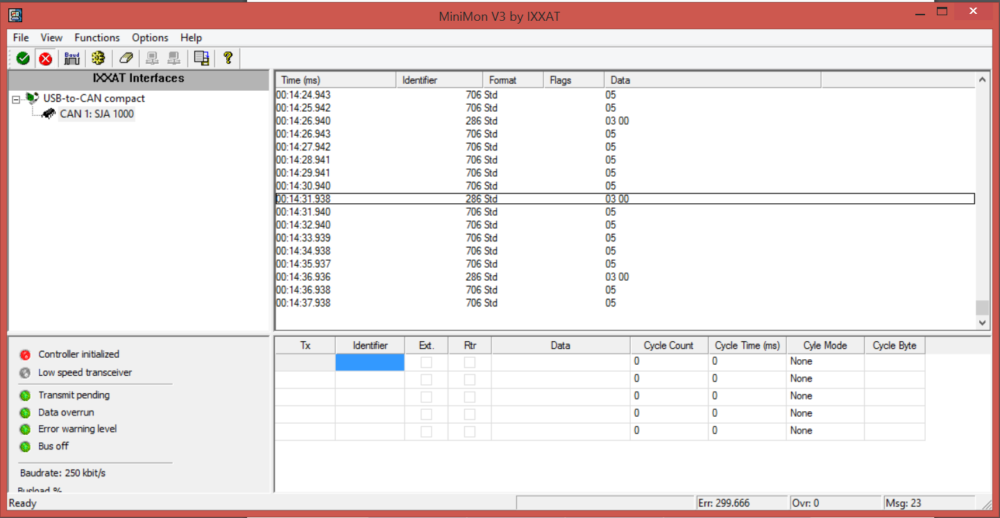 MiniMon V3 by IXXAT
File View Functions Options Help
Baud
IXXAT Interfaces
USB-to-CAN compact
CAN 1: SJA 1000
Time (ms) Identifier Format Flags Data
00:14:24.943 706 Std 05
00:14:25.942 706 Std 05
00:14:26.940 286 Std 03 00
00:14:26.943 706 Std 05
00:14:27.942 706 Std 05
00:14:28.941 706 Std 05
00:14:29.941 706 Std 05
00:14:30.940 706 Std 05
00:14:31.938 286 Std 03 00
00:14:31.940 706 Std 05
00:14:32.940 706 Std 05
00:14:33.939 706 Std 05
00:14:34.938 706 Std 05
00:14:35.937 706 Std 05
00:14:36.936 286 Std 03 00
00:14:36.938 706 Std 05
00:14:37.938 706 Std 05
Controller initialized
Low speed transceiver
Transmit pending
Data overrun
Error warning level
Bus off
Baudrate: 250 kbit/s
Busload %
Tx Identifier Ext. Rtr Data Cycle Count Cycle Time (ms) Cyle Mode Cycle Byte
0 0 None
0 0 None
0 0 None
0 0 None
0 0 None
Ready Err: 299.666 Ovr: 0 Msg: 23